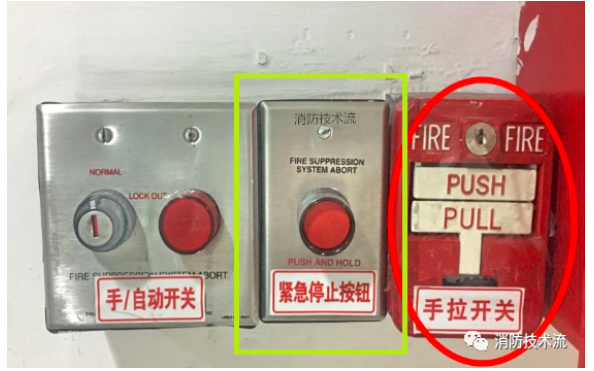 NORMAL
LOCK OUT
FIRE SUPPRESSION SYSTEM ABORT
手/自动开关
消防技术流
FIRE SUPPRESSION
SYSTEM ABORT
PUSH AND HOLD
紧急停止按钮
FIRE FIRE
PUSH
PULL
手拉开关
消防技术流